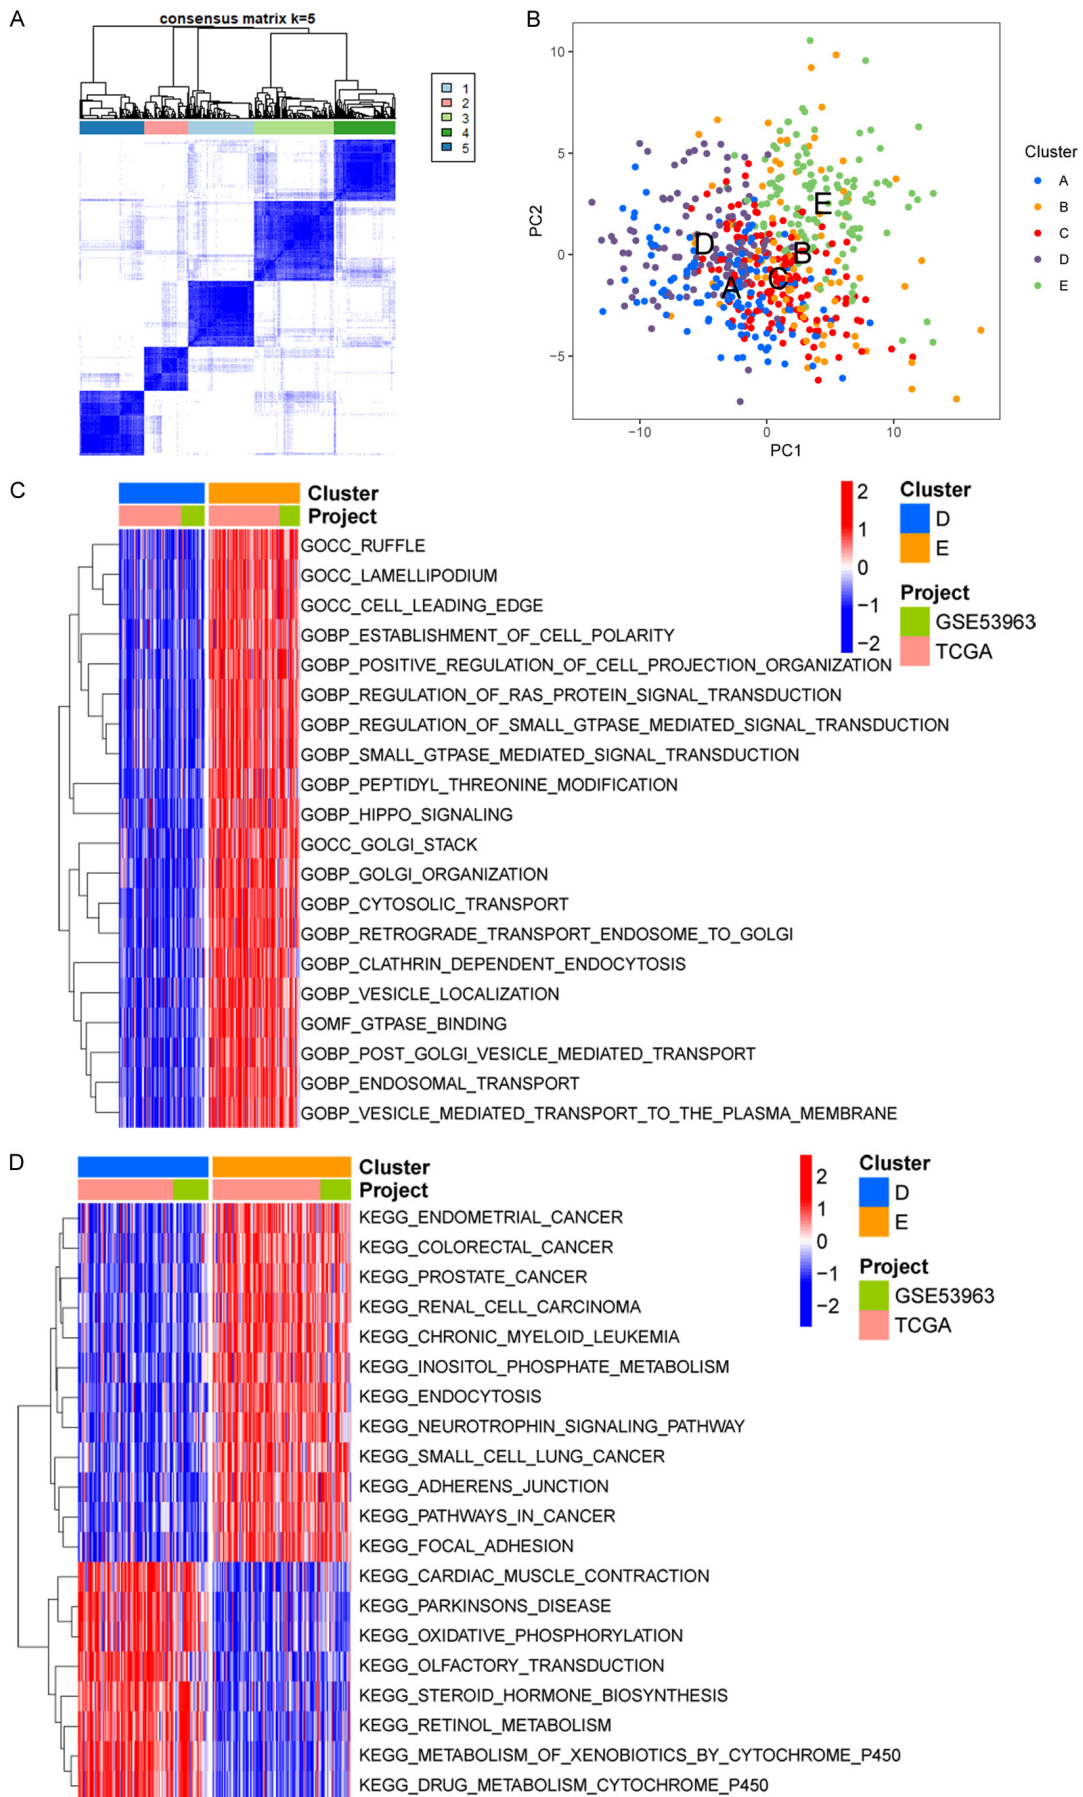 A
consensus matrix k=5
1
2
3
4
5
B
10
5
0
−5
PC2
−10
0
10
PC1
E
D
B
C
A
Cluster
A
B
C
D
E
C
Cluster
Project
GOCC_RUFFLE
GOCC_LAMELLIPODIUM
GOCC_CELL_LEADING_EDGE
GOBP_ESTABLISHMENT_OF_CELL_POLARITY
GOBP_POSITIVE_REGULATION_OF_CELL_PROJECTION_ORGANIZATION
GOBP_REGULATION_OF_RAS_PROTEIN_SIGNAL_TRANSDUCTION
GOBP_REGULATION_OF_SMALL_GTPASE_MEDIATED_SIGNAL_TRANSDUCTION
GOBP_SMALL_GTPASE_MEDIATED_SIGNAL_TRANSDUCTION
GOBP_PEPTIDYL_THREONINE_MODIFICATION
GOBP_HIPPO_SIGNALING
GOCC_GOLGI_STACK
GOBP_GOLGI_ORGANIZATION
GOBP_CYTOSOLIC_TRANSPORT
GOBP_RETROGRADE_TRANSPORT_ENDOSOME_TO_GOLGI
GOBP_CLATHRIN_DEPENDENT_ENDOCYTOSIS
GOBP_VESICLE_LOCALIZATION
GOMF_GTPASE_BINDING
GOBP_POST_GOLGI_VESICLE_MEDIATED_TRANSPORT
GOBP_ENDOSOMAL_TRANSPORT
GOBP_VESICLE_MEDIATED_TRANSPORT_TO_THE_PLASMA_MEMBRANE
2
1
0
−1
−2
Cluster
D
E
Project
GSE53963
TCGA
D
Cluster
Project
KEGG_ENDOMETRIAL_CANCER
KEGG_COLORECTAL_CANCER
KEGG_PROSTATE_CANCER
KEGG_RENAL_CELL_CARCINOMA
KEGG_CHRONIC_MYELOID_LEUKEMIA
KEGG_INOSITOL_PHOSPHATE_METABOLISM
KEGG_ENDOCYTOSIS
KEGG_NEUROTROPHIN_SIGNALING_PATHWAY
KEGG_SMALL_CELL_LUNG_CANCER
KEGG_ADHERENS_JUNCTION
KEGG_PATHWAYS_IN_CANCER
KEGG_FOCAL_ADHESION
KEGG_CARDIAC_MUSCLE_CONTRACTION
KEGG_PARKINSONS_DISEASE
KEGG_OXIDATIVE_PHOSPHORYLATION
KEGG_OLFACTORY_TRANSDUCTION
KEGG_STEROID_HORMONE_BIOSYNTHESIS
KEGG_RETINOL_METABOLISM
KEGG_METABOLISM_OF_XENOBIOTICS_BY_CYTOCHROME_P450
KEGG_DRUG_METABOLISM_CYTOCHROME_P450
2
1
0
−1
−2
Cluster
D
E
Project
GSE53963
TCGA